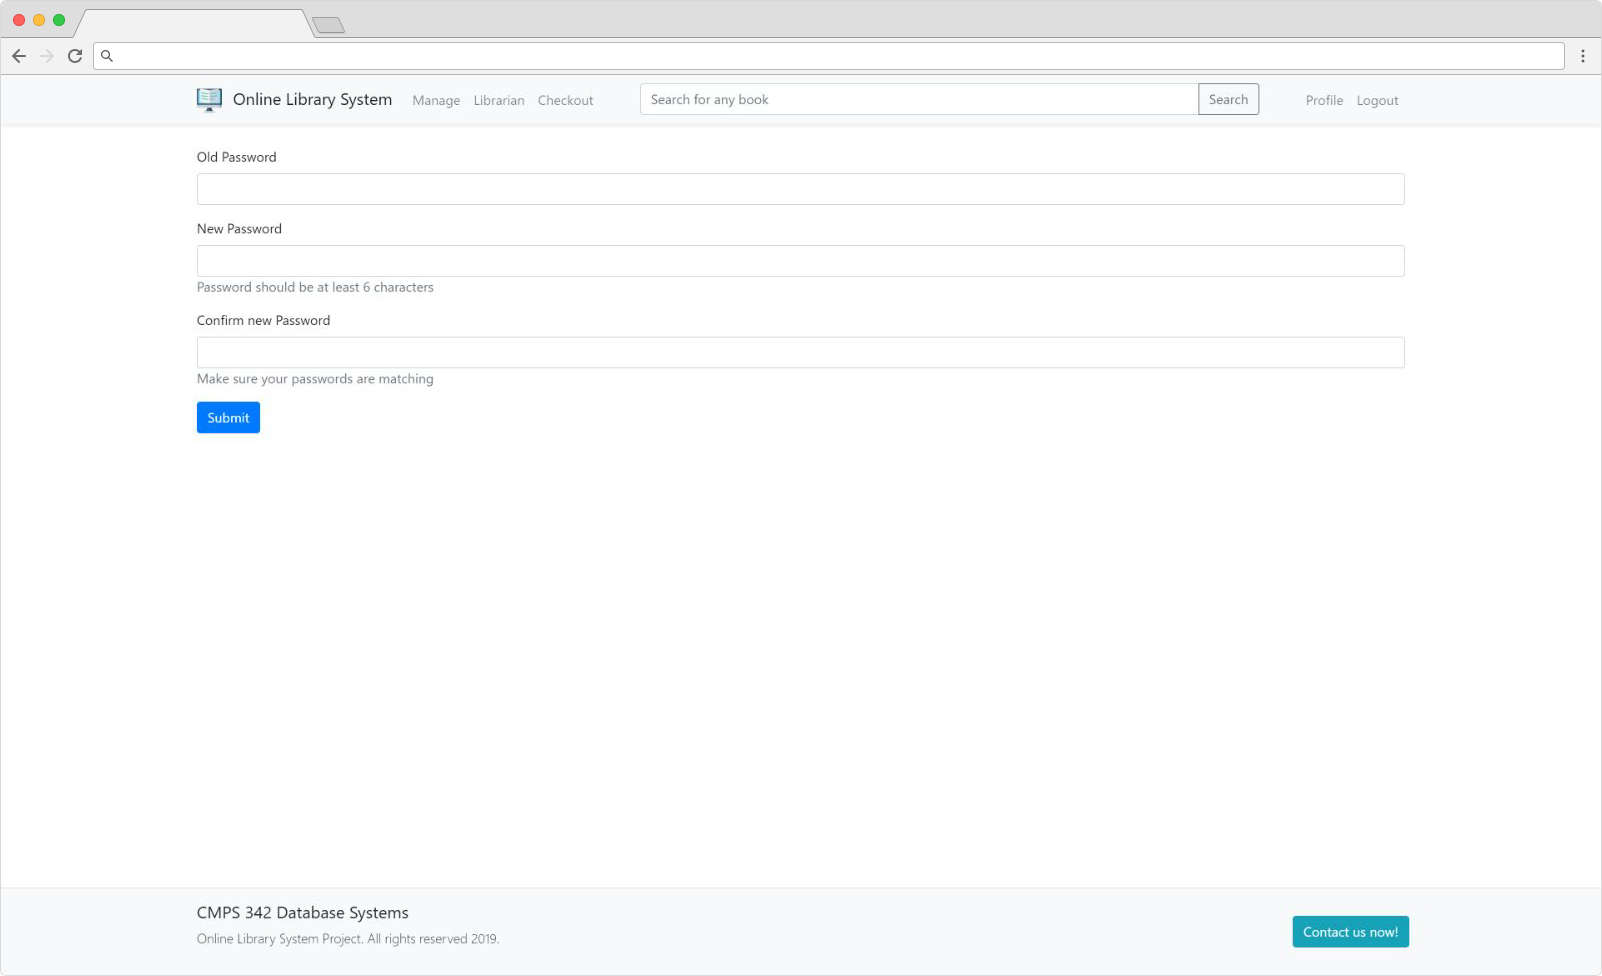 Online Library System Manage Librarian Checkout Search for any book Search Profile Logout
Old Password
New Password
Password should be at least 6 characters
Confirm new Password
Make sure your passwords are matching
Submit
CMPS 342 Database Systems
Online Library System Project. All rights reserved 2019.
Contact us now!